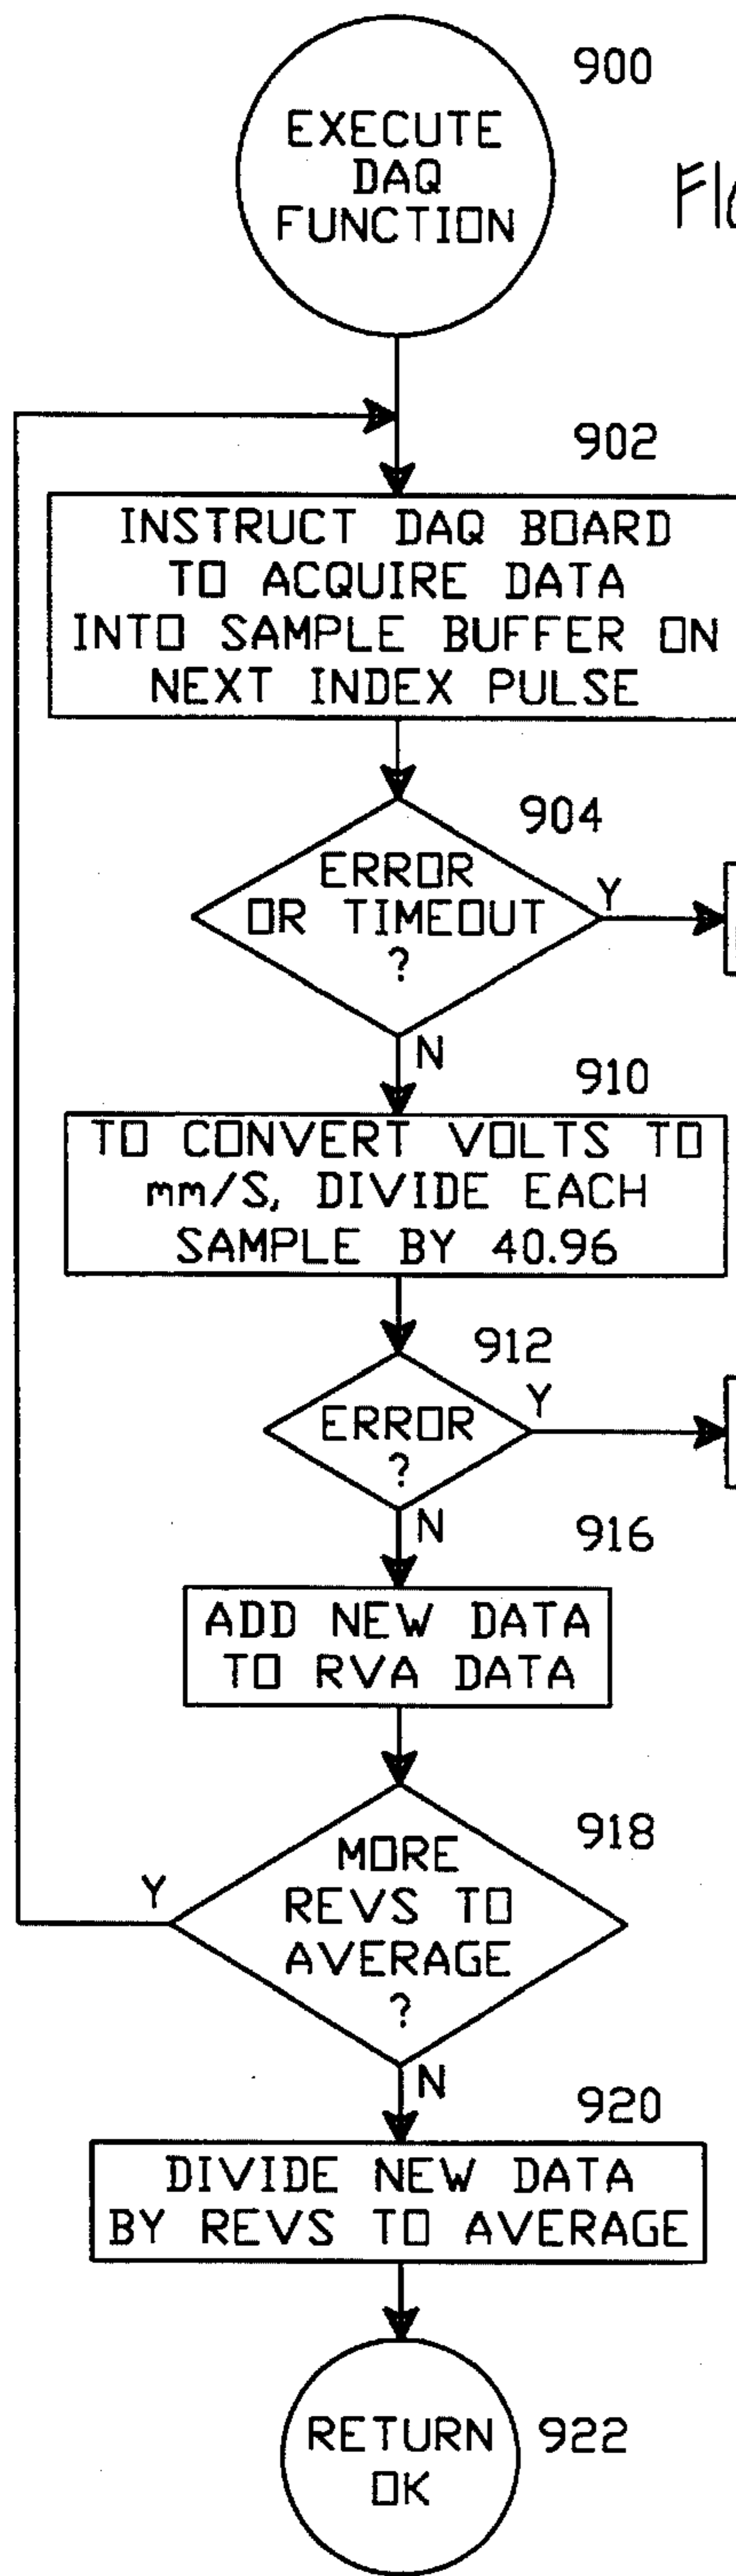 900
EXECUTE
DAQ
FUNCTION
902
INSTRUCT DAQ BOARD
TO ACQUIRE DATA
INTO SAMPLE BUFFER ON
NEXT INDEX PULSE
904
ERROR
OR TIMEOUT
?
Y
N
910
TO CONVERT VOLTS TO
mm/S, DIVIDE EACH
SAMPLE BY 40.96
912
ERROR
?
Y
N
916
ADD NEW DATA
TO RVA DATA
918
MORE
REVS TO
AVERAGE
?
Y
N
920
DIVIDE NEW DATA
BY REVS TO AVERAGE
RETURN
OK
922